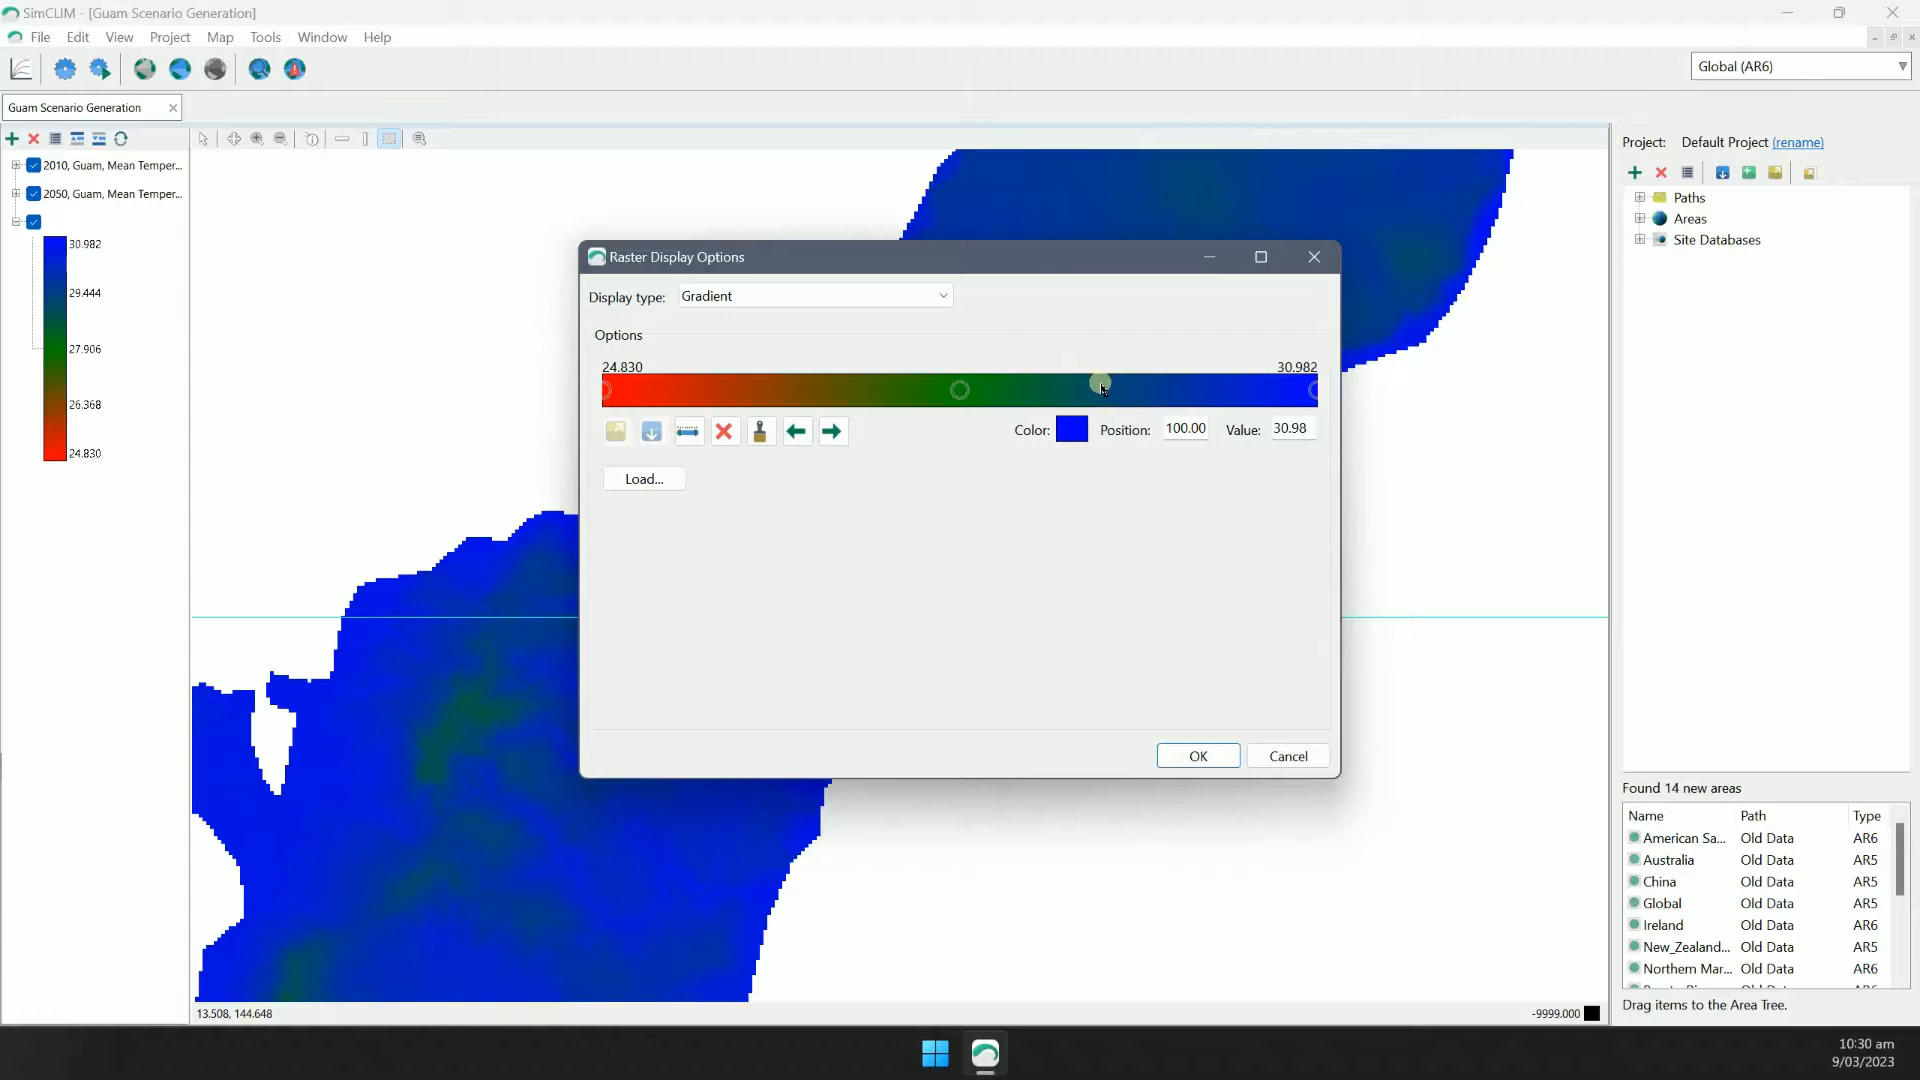 SimCLIM - [Guam Scenario Generation]
File Edit View Project Map Tools Window Help
Global (AR6)
Guam Scenario Generation
2010, Guam, Mean Temper...
2050, Guam, Mean Temper...
30.982
29.444
27.906
26.368
24.830
Raster Display Options
Display type: Gradient
Options
24.830 30.982
Color: Position: 100.00 Value: 30.98
Load...
OK Cancel
13.508, 144.648
-9999.000
Project: Default Project (rename)
Paths
Areas
Site Databases
Found 14 new areas
Name Path Type
American Sa... Old Data AR6
Australia Old Data AR5
China Old Data AR5
Global Old Data AR5
Ireland Old Data AR6
New_Zealand... Old Data AR5
Northern Mar... Old Data AR6
Drag items to the Area Tree.
10:30 am
9/03/2023